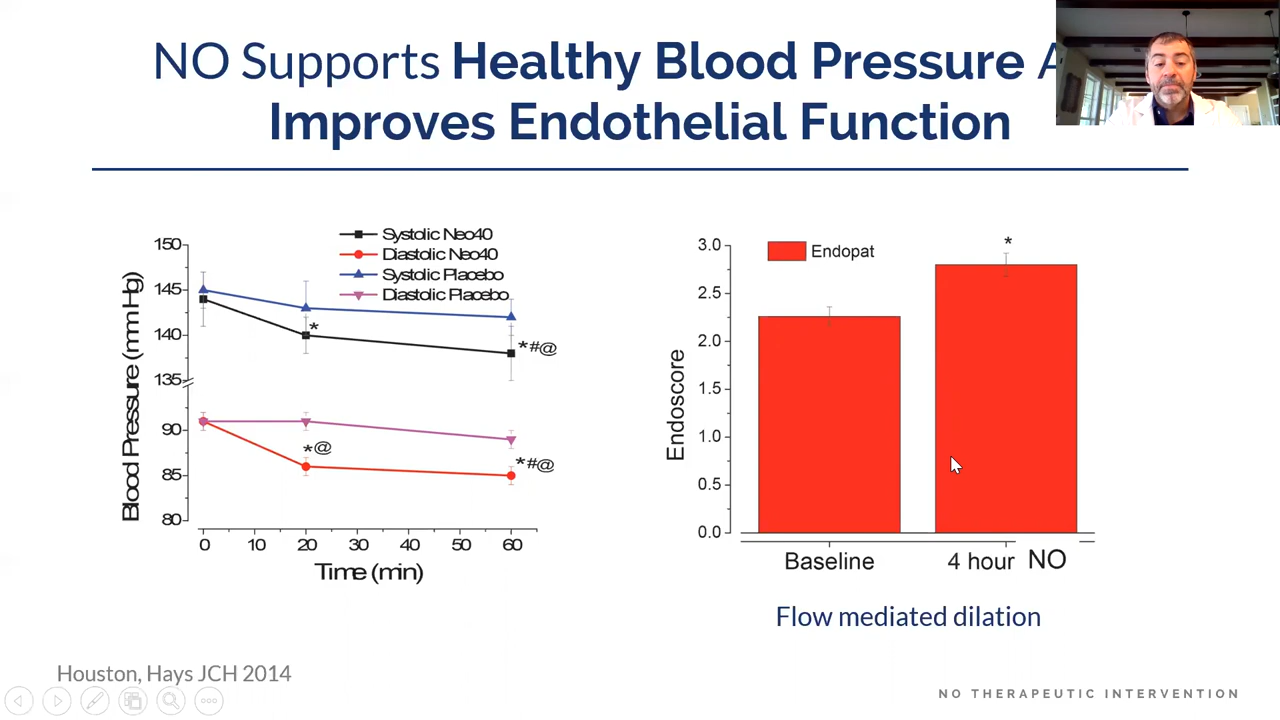 NO Supports Healthy Blood Pressure A
Improves Endothelial Function
Systolic Neo40
Diastolic Neo40
Systolic Placebo
Diastolic Placebo
Blood Pressure (mm Hg)
150
145
140
135
90
85
80
*
*#@
*@
*#@
0 10 20 30 40 50 60
Time (min)
Endopat
*
Endoscore
3.0
2.5
2.0
1.5
1.0
0.5
0.0
Baseline 4 hour NO
Flow mediated dilation
Houston, Hays JCH 2014
NO THERAPEUTIC INTERVENTION